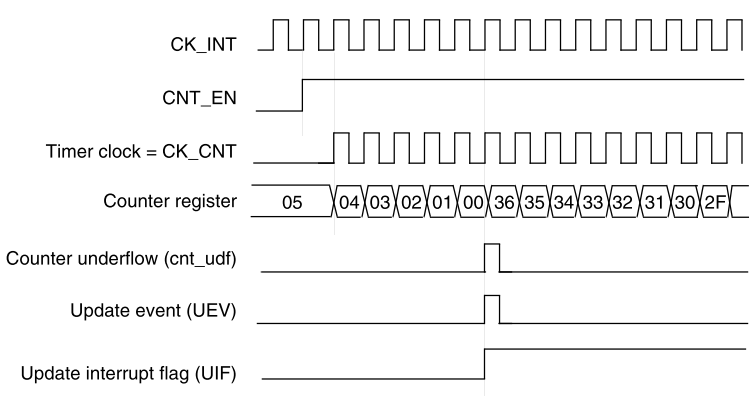 CK_INT
CNT_EN
Timer clock = CK_CNT
Counter register 05 04 03 02 01 00 36 35 34 33 32 31 30 2F
Counter underflow (cnt_udf)
Update event (UEV)
Update interrupt flag (UIF)